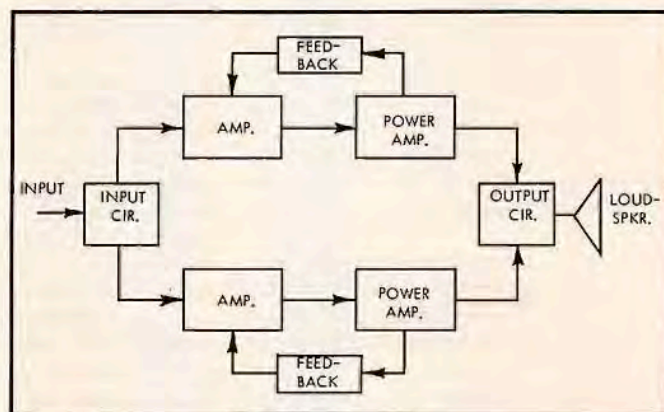 FEED-
BACK
AMP.
POWER
AMP.
INPUT
INPUT
CIR.
OUTPUT
CIR.
LOUD-
SPKR.
AMP.
POWER
AMP.
FEED-
BACK